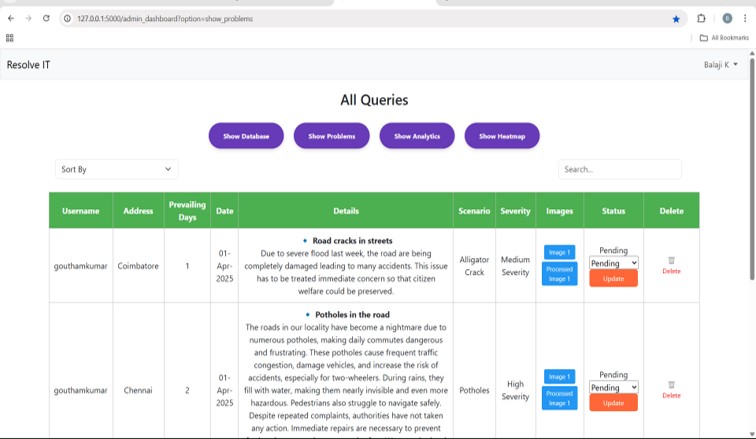 127.0.0.1:5000/admin_dashboard?option=show_problems
All Bookmarks
Resolve IT
Balaji K
All Queries
Show Database
Show Problems
Show Analytics
Show Heatmap
Sort By
Search...
Username
Address
Prevailing
Days
Date
Details
Scenario
Severity
Images
Status
Delete
gouthamkumar
Coimbatore
1
01-
Apr-
2025
Road cracks in streets
Due to severe flood last week, the road are being
completely damaged leading to many accidents. This issue
has to be treated immediate concern so that citizen
welfare could be preserved.
Alligator
Crack
Medium
Severity
Image 1
Processed
Image 1
Pending
Pending
Update
Delete
gouthamkumar
Chennai
2
01-
Apr-
2025
Potholes in the road
The roads in our locality have become a nightmare due to
numerous potholes, making daily commutes dangerous
and frustrating. These potholes cause frequent traffic
congestion, damage vehicles, and increase the risk of
accidents, especially for two-wheelers. During rains, they
fill with water, making them nearly invisible and even more
hazardous. Pedestrians also struggle to navigate safely.
Despite repeated complaints, authorities have not taken
any action. Immediate repairs are necessary to prevent
Potholes
High
Severity
Image 1
Processed
Image 1
Pending
Pending
Update
Delete